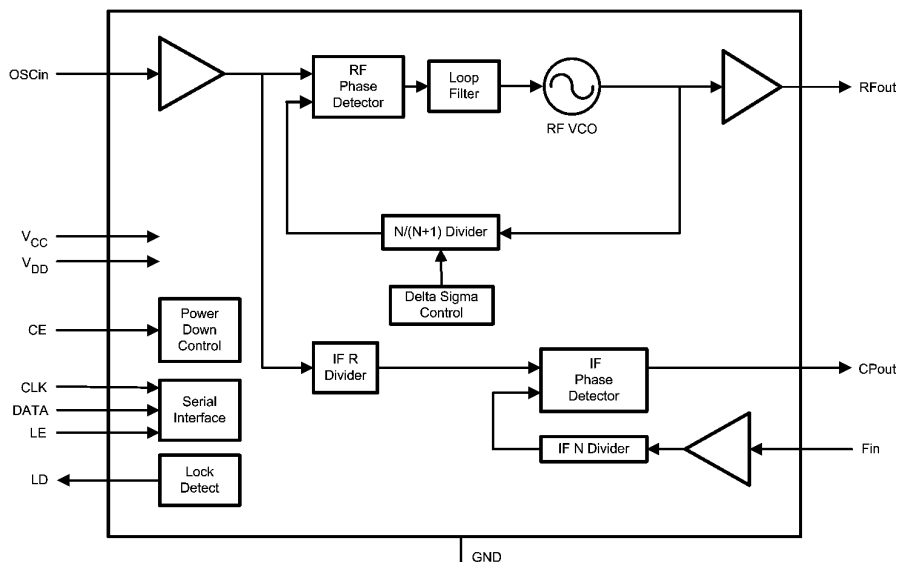 OSCin
RF
Phase
Detector
Loop
Filter
RF VCO
RFout
N/(N+1) Divider
Delta Sigma
Control
VCC
VDD
CE
Power
Down
Control
IF R
Divider
IF
Phase
Detector
CPout
CLK
DATA
LE
Serial
Interface
IF N Divider
Fin
LD
Lock
Detect
GND